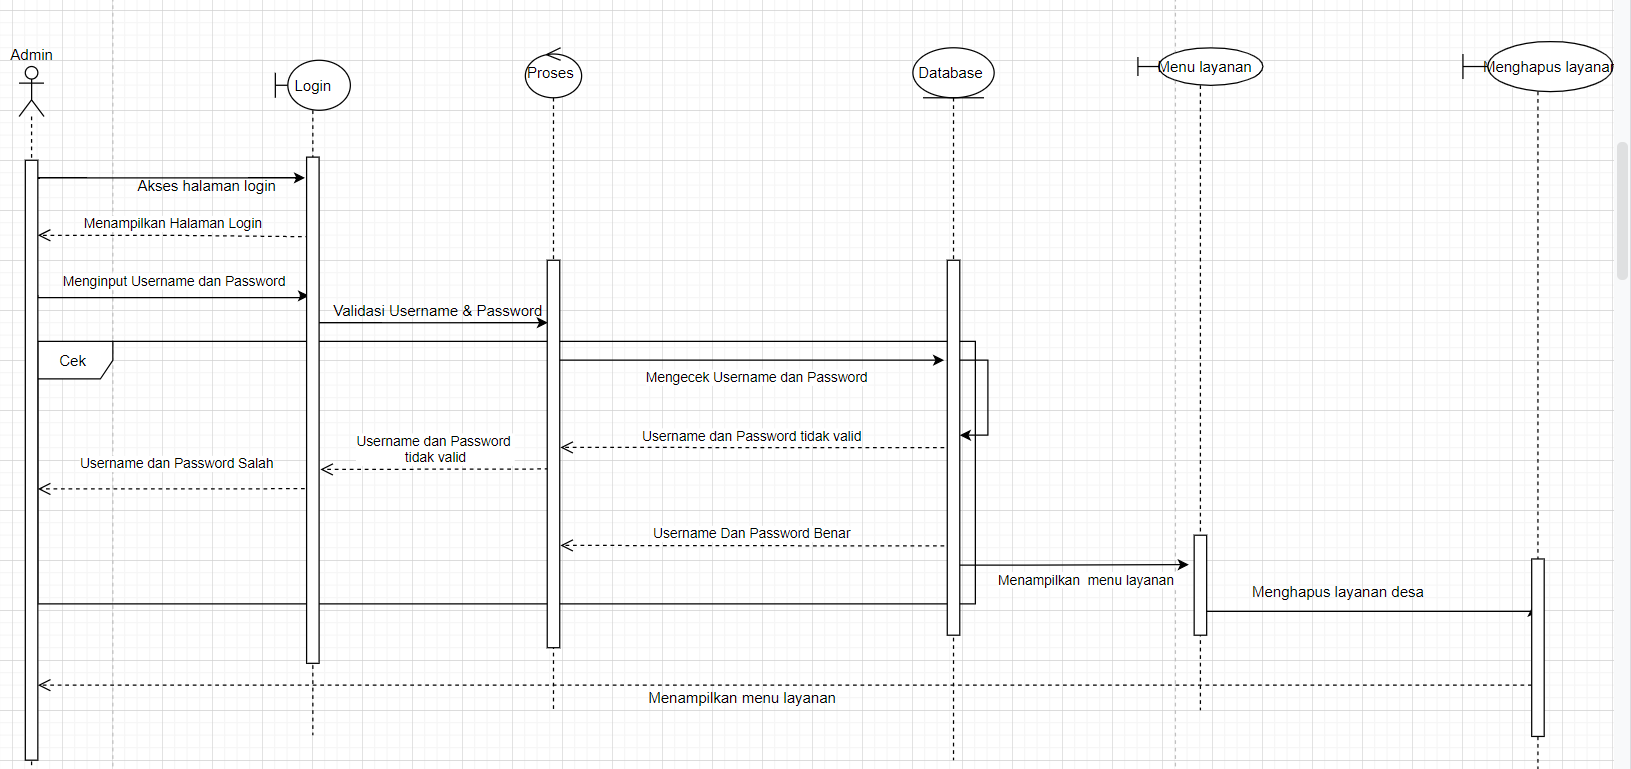 Admin
Login
Proses
Database
Menu layanan
Menghapus layanan
Akses halaman login
Menampilkan Halaman Login
Menginput Username dan Password
Validasi Username & Password
Cek
Mengecek Username dan Password
Username dan Password tidak valid
Username dan Password
tidak valid
Username dan Password Salah
Username Dan Password Benar
Menampilkan menu layanan
Menghapus layanan desa
Menampilkan menu layanan